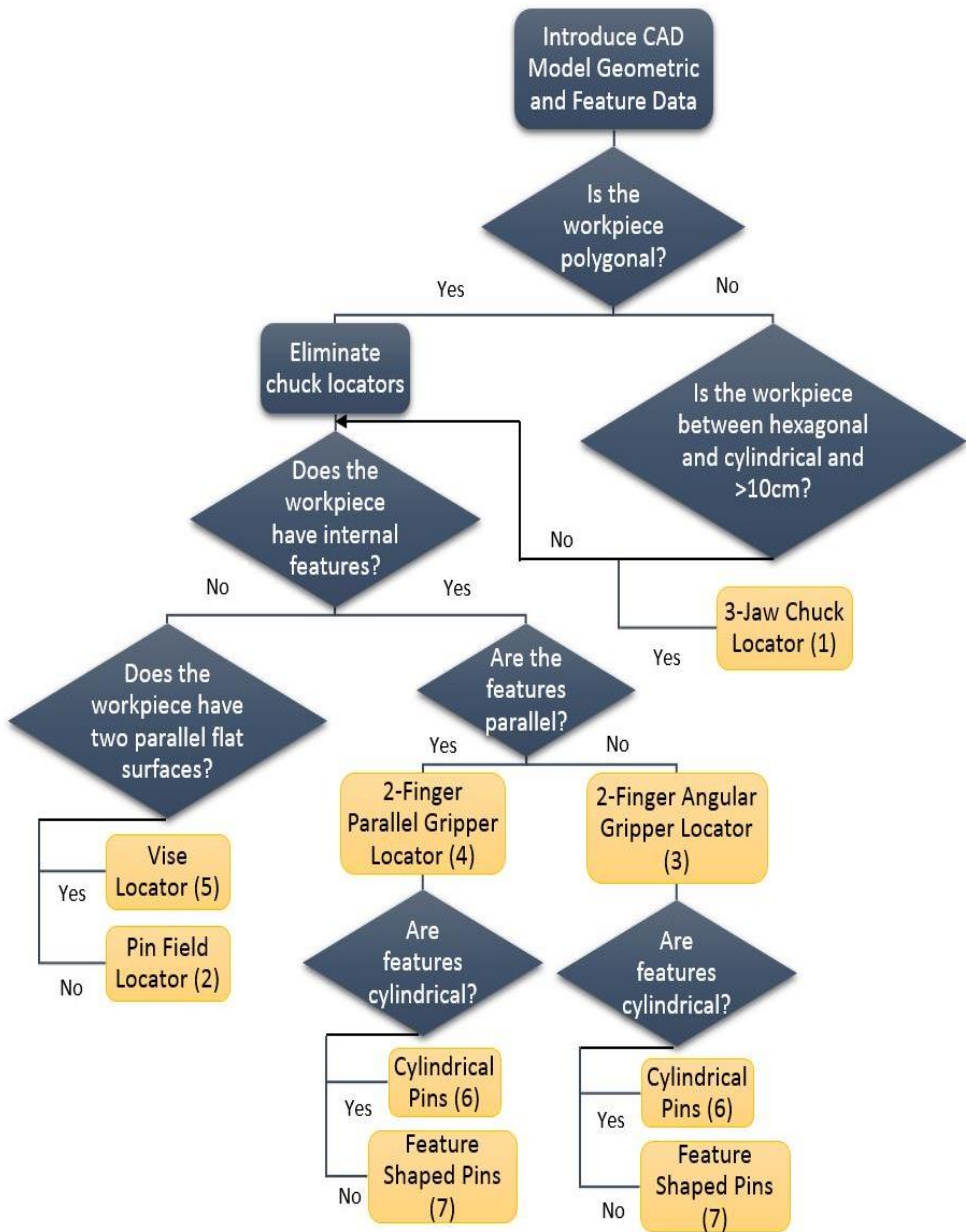 Introduce CAD
Model Geometric
and Feature Data
Is the
workpiece
polygonal?
Yes
No
Eliminate
chuck locators
Is the workpiece
between hexagonal
and cylindrical and
>10cm?
Does the
workpiece
have internal
features?
No
No
Yes
3-Jaw Chuck
Locator (1)
Yes
Does the
workpiece have
two parallel flat
surfaces?
Are the
features
parallel?
Yes
No
2-Finger
Parallel Gripper
Locator (4)
2-Finger Angular
Gripper Locator
(3)
Vise
Locator (5)
Yes
Pin Field
Locator (2)
No
Are
features
cylindrical?
Are
features
cylindrical?
Cylindrical
Pins (6)
Yes
Feature
Shaped Pins
(7)
No
Cylindrical
Pins (6)
Yes
Feature
Shaped Pins
(7)
No